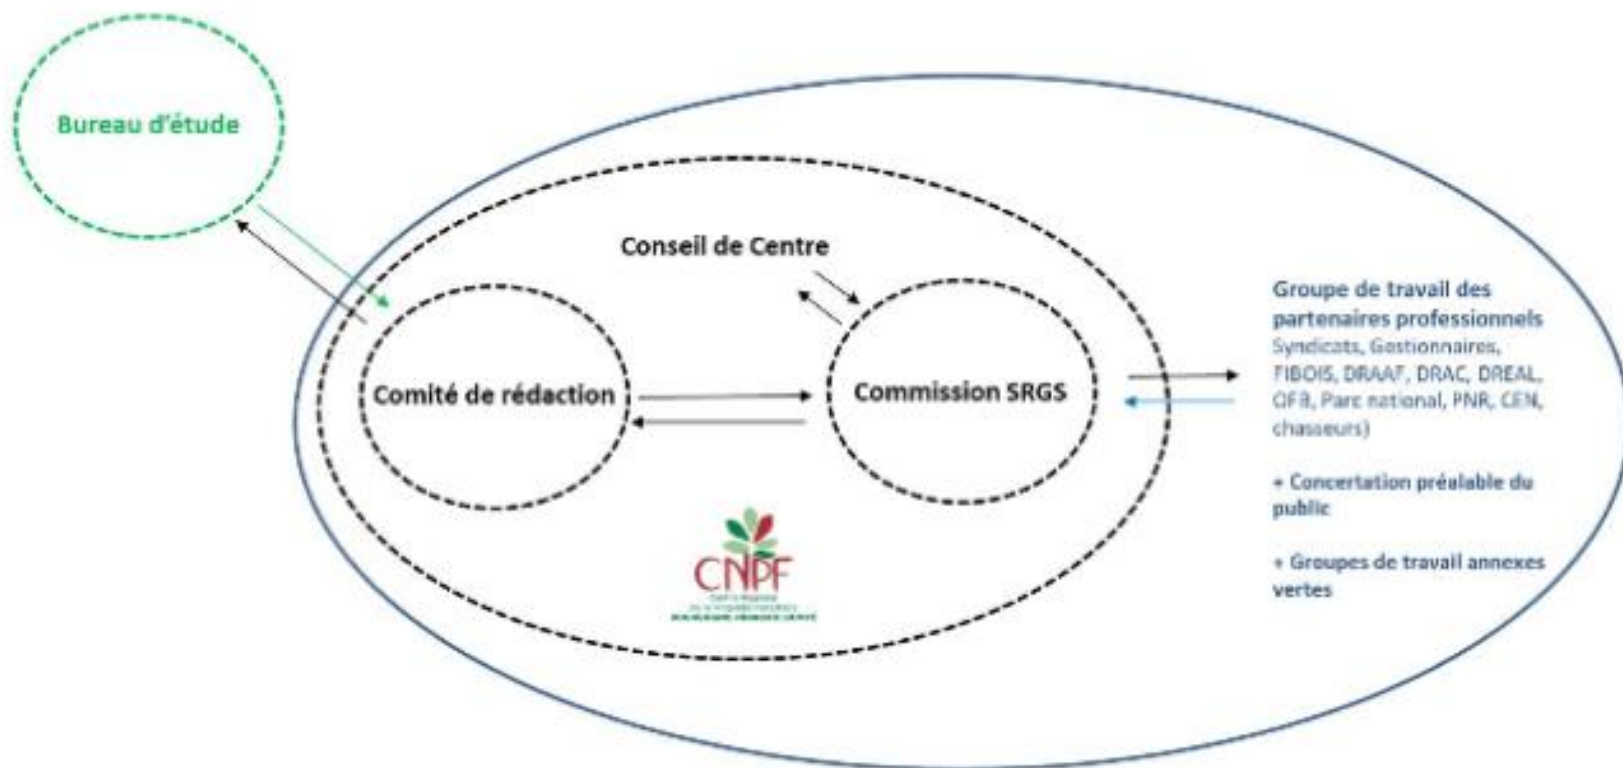 Bureau d'étude
Conseil de Centre
Comité de rédaction
Commission SRGS
Groupe de travail des
partenaires professionnels
Syndicats, Gestionnaires,
FIBOIS, DRAAF, DRAC, DREAL,
OFB, Parc national, PNR, CEN,
chasseurs)
+ Concertation préalable du
public
+ Groupes de travail annexes
vertes
CNPF